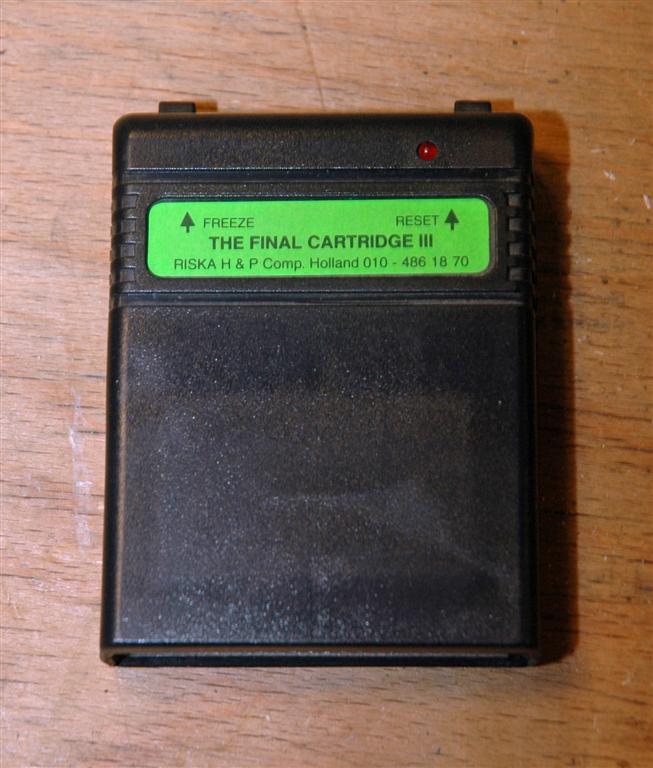 FREEZE RESET
THE FINAL CARTRIDGE III
RISKA H & P Comp. Holland 010 - 486 18 70